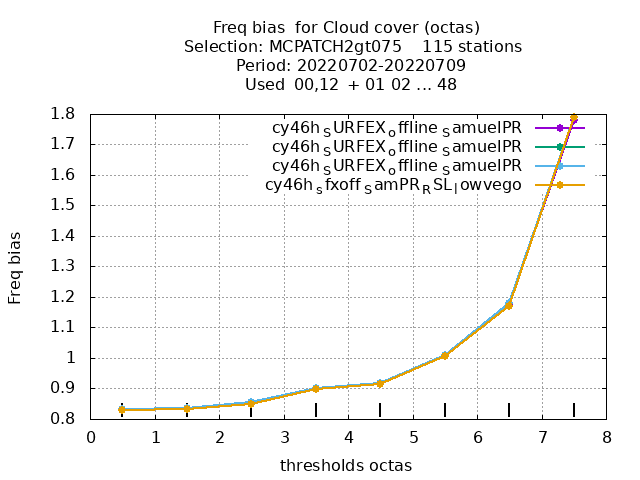 Freq bias  for Cloud cover (octas)
Selection: MCPATCH2gt075    115 stations
Period: 20220702-20220709
Used  00,12  + 01 02 ... 48
cy46h_SURFEX_offline_SamuelPR
cy46h_SURFEX_offline_SamuelPR
cy46h_SURFEX_offline_SamuelPR
cy46h_sfxoff_SamPR_RSL_lowvego
Freq bias
1.8
1.7
1.6
1.5
1.4
1.3
1.2
1.1
1
0.9
0.8
0 1 2 3 4 5 6 7 8
thresholds octas